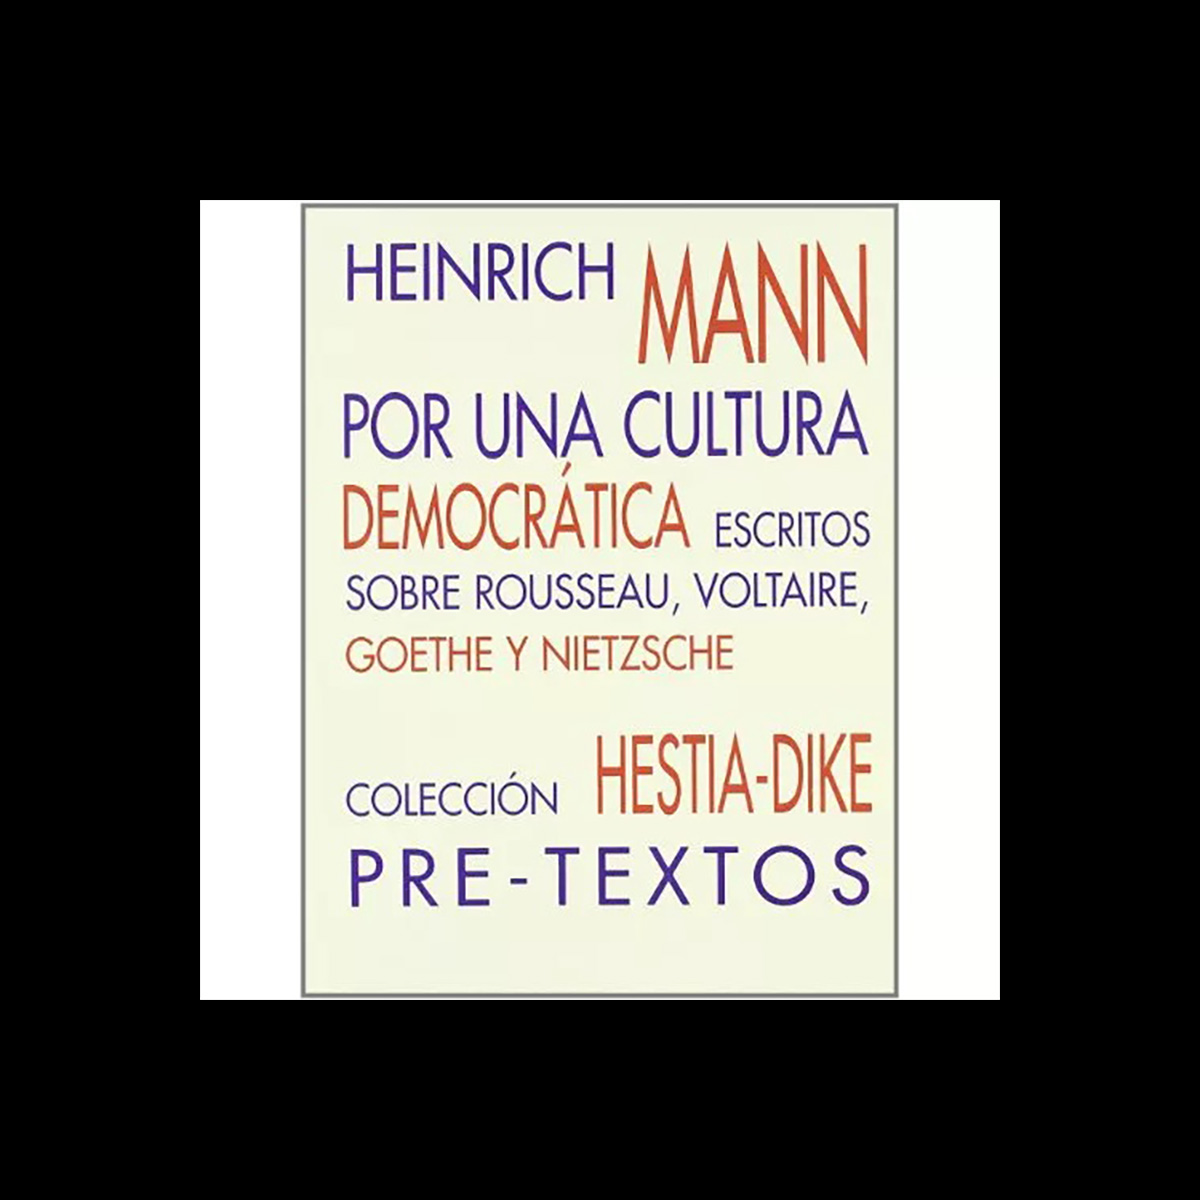 HEINRICH MANN
POR UNA CULTURA
DEMOCRÁTICA ESCRITOS
SOBRE ROUSSEAU, VOLTAIRE,
GOETHE Y NIETZSCHE
COLECCIÓN HESTIA-DIKE
PRE-TEXTOS